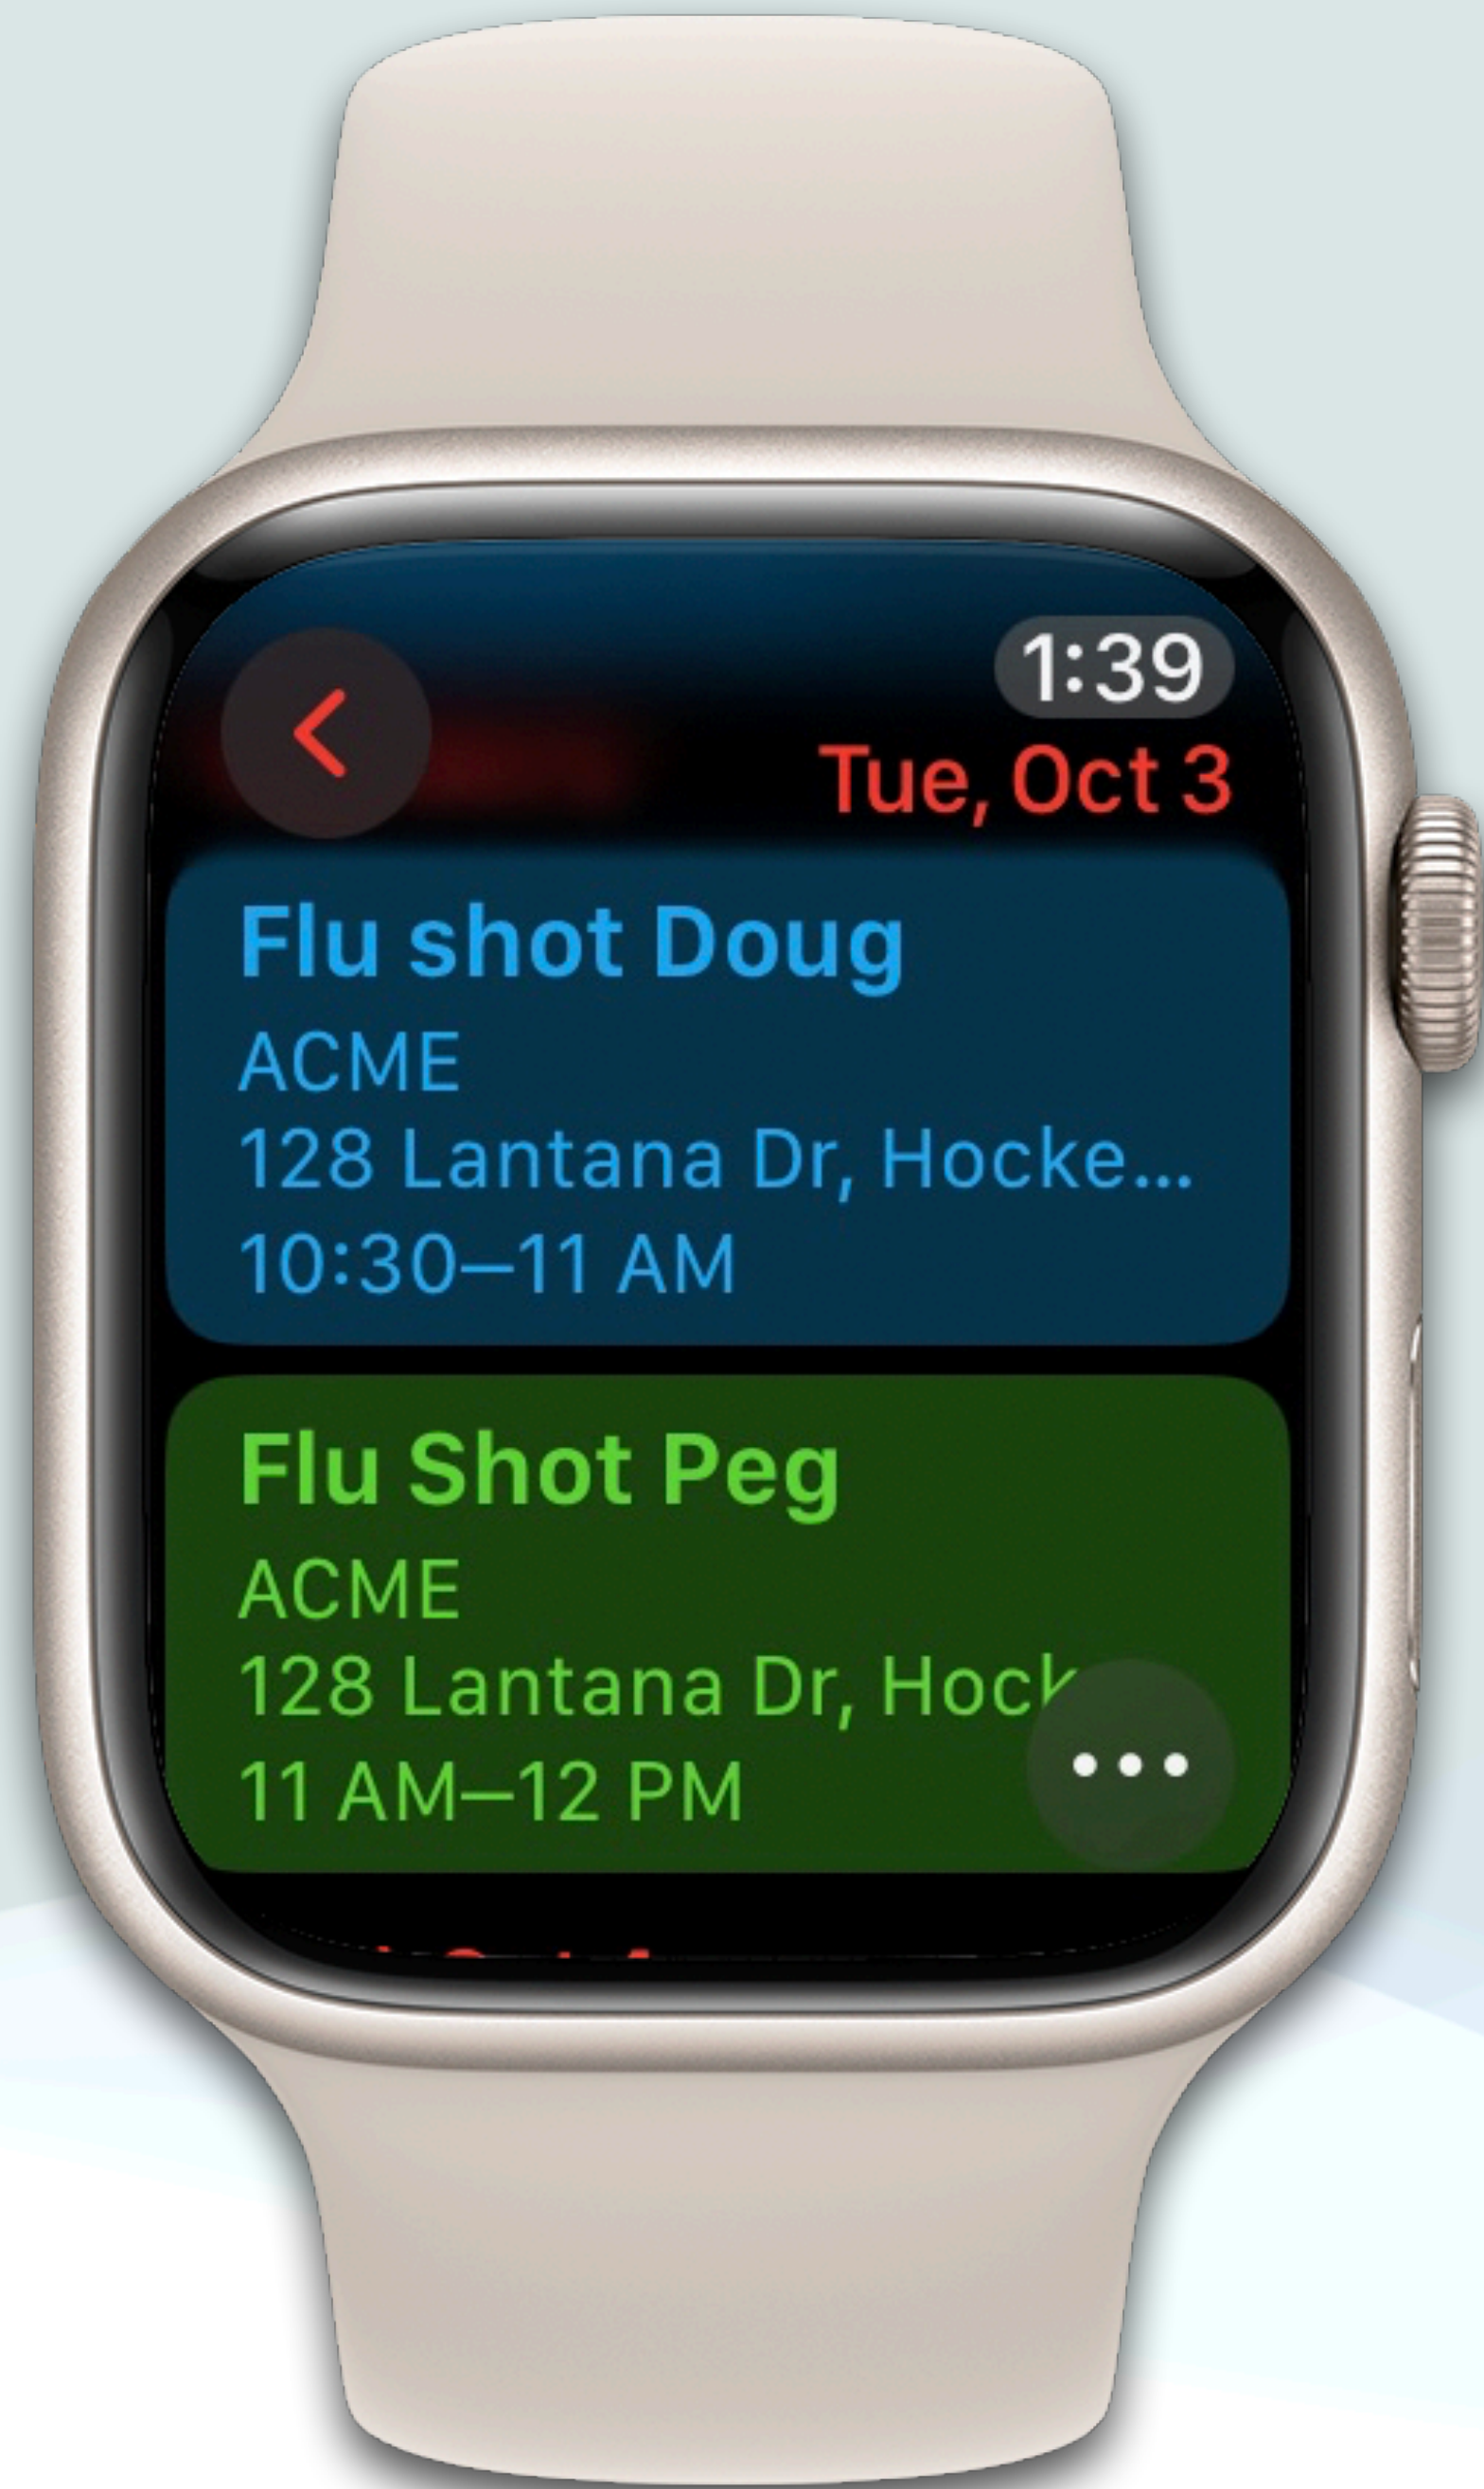 1:39
Tue, Oct 3
Flu shot Doug
ACME
128 Lantana Dr, Hocke...
10:30–11 AM
Flu Shot Peg
ACME
128 Lantana Dr, Hock
11 AM–12 PM